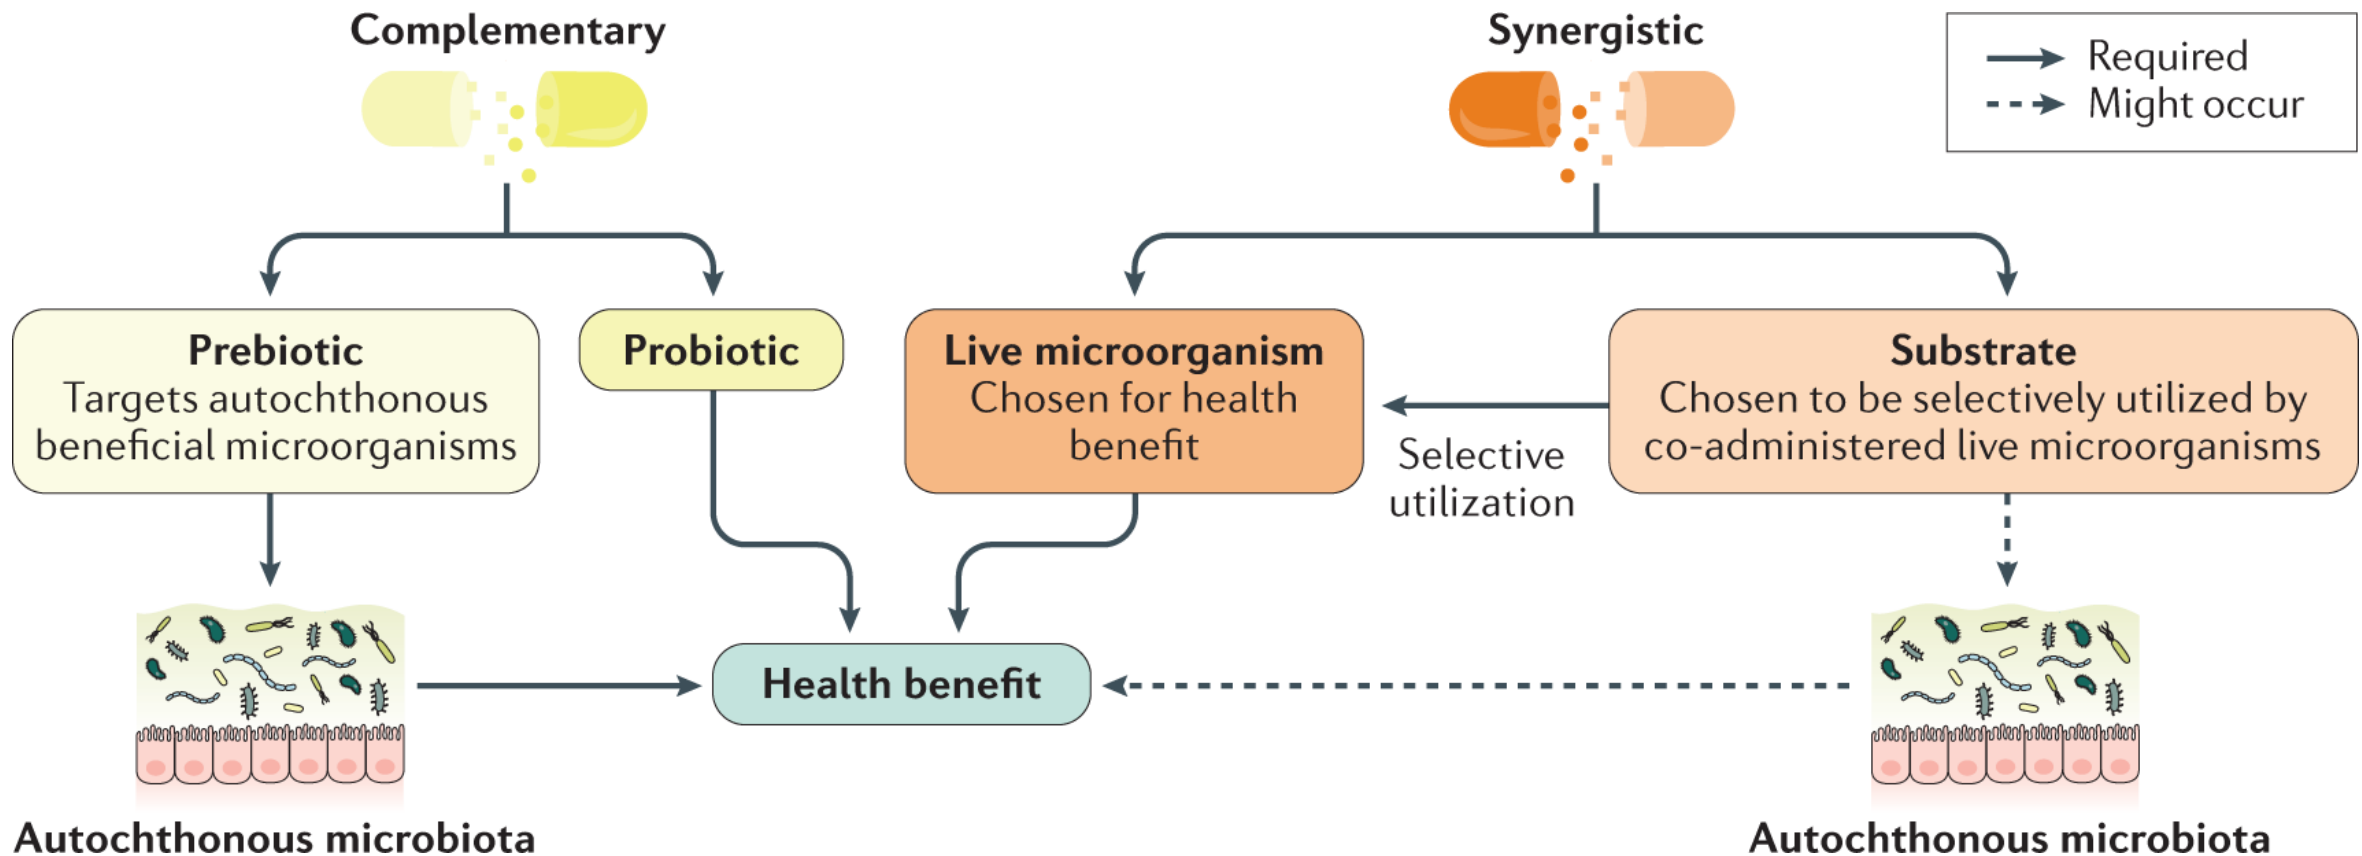 Complementary
Synergistic
Required
Might occur
Prebiotic
Targets autochthonous
beneficial microorganisms
Probiotic
Live microorganism
Chosen for health
benefit
Selective
utilization
Substrate
Chosen to be selectively utilized by
co-administered live microorganisms
Health benefit
Autochthonous microbiota
Autochthonous microbiota